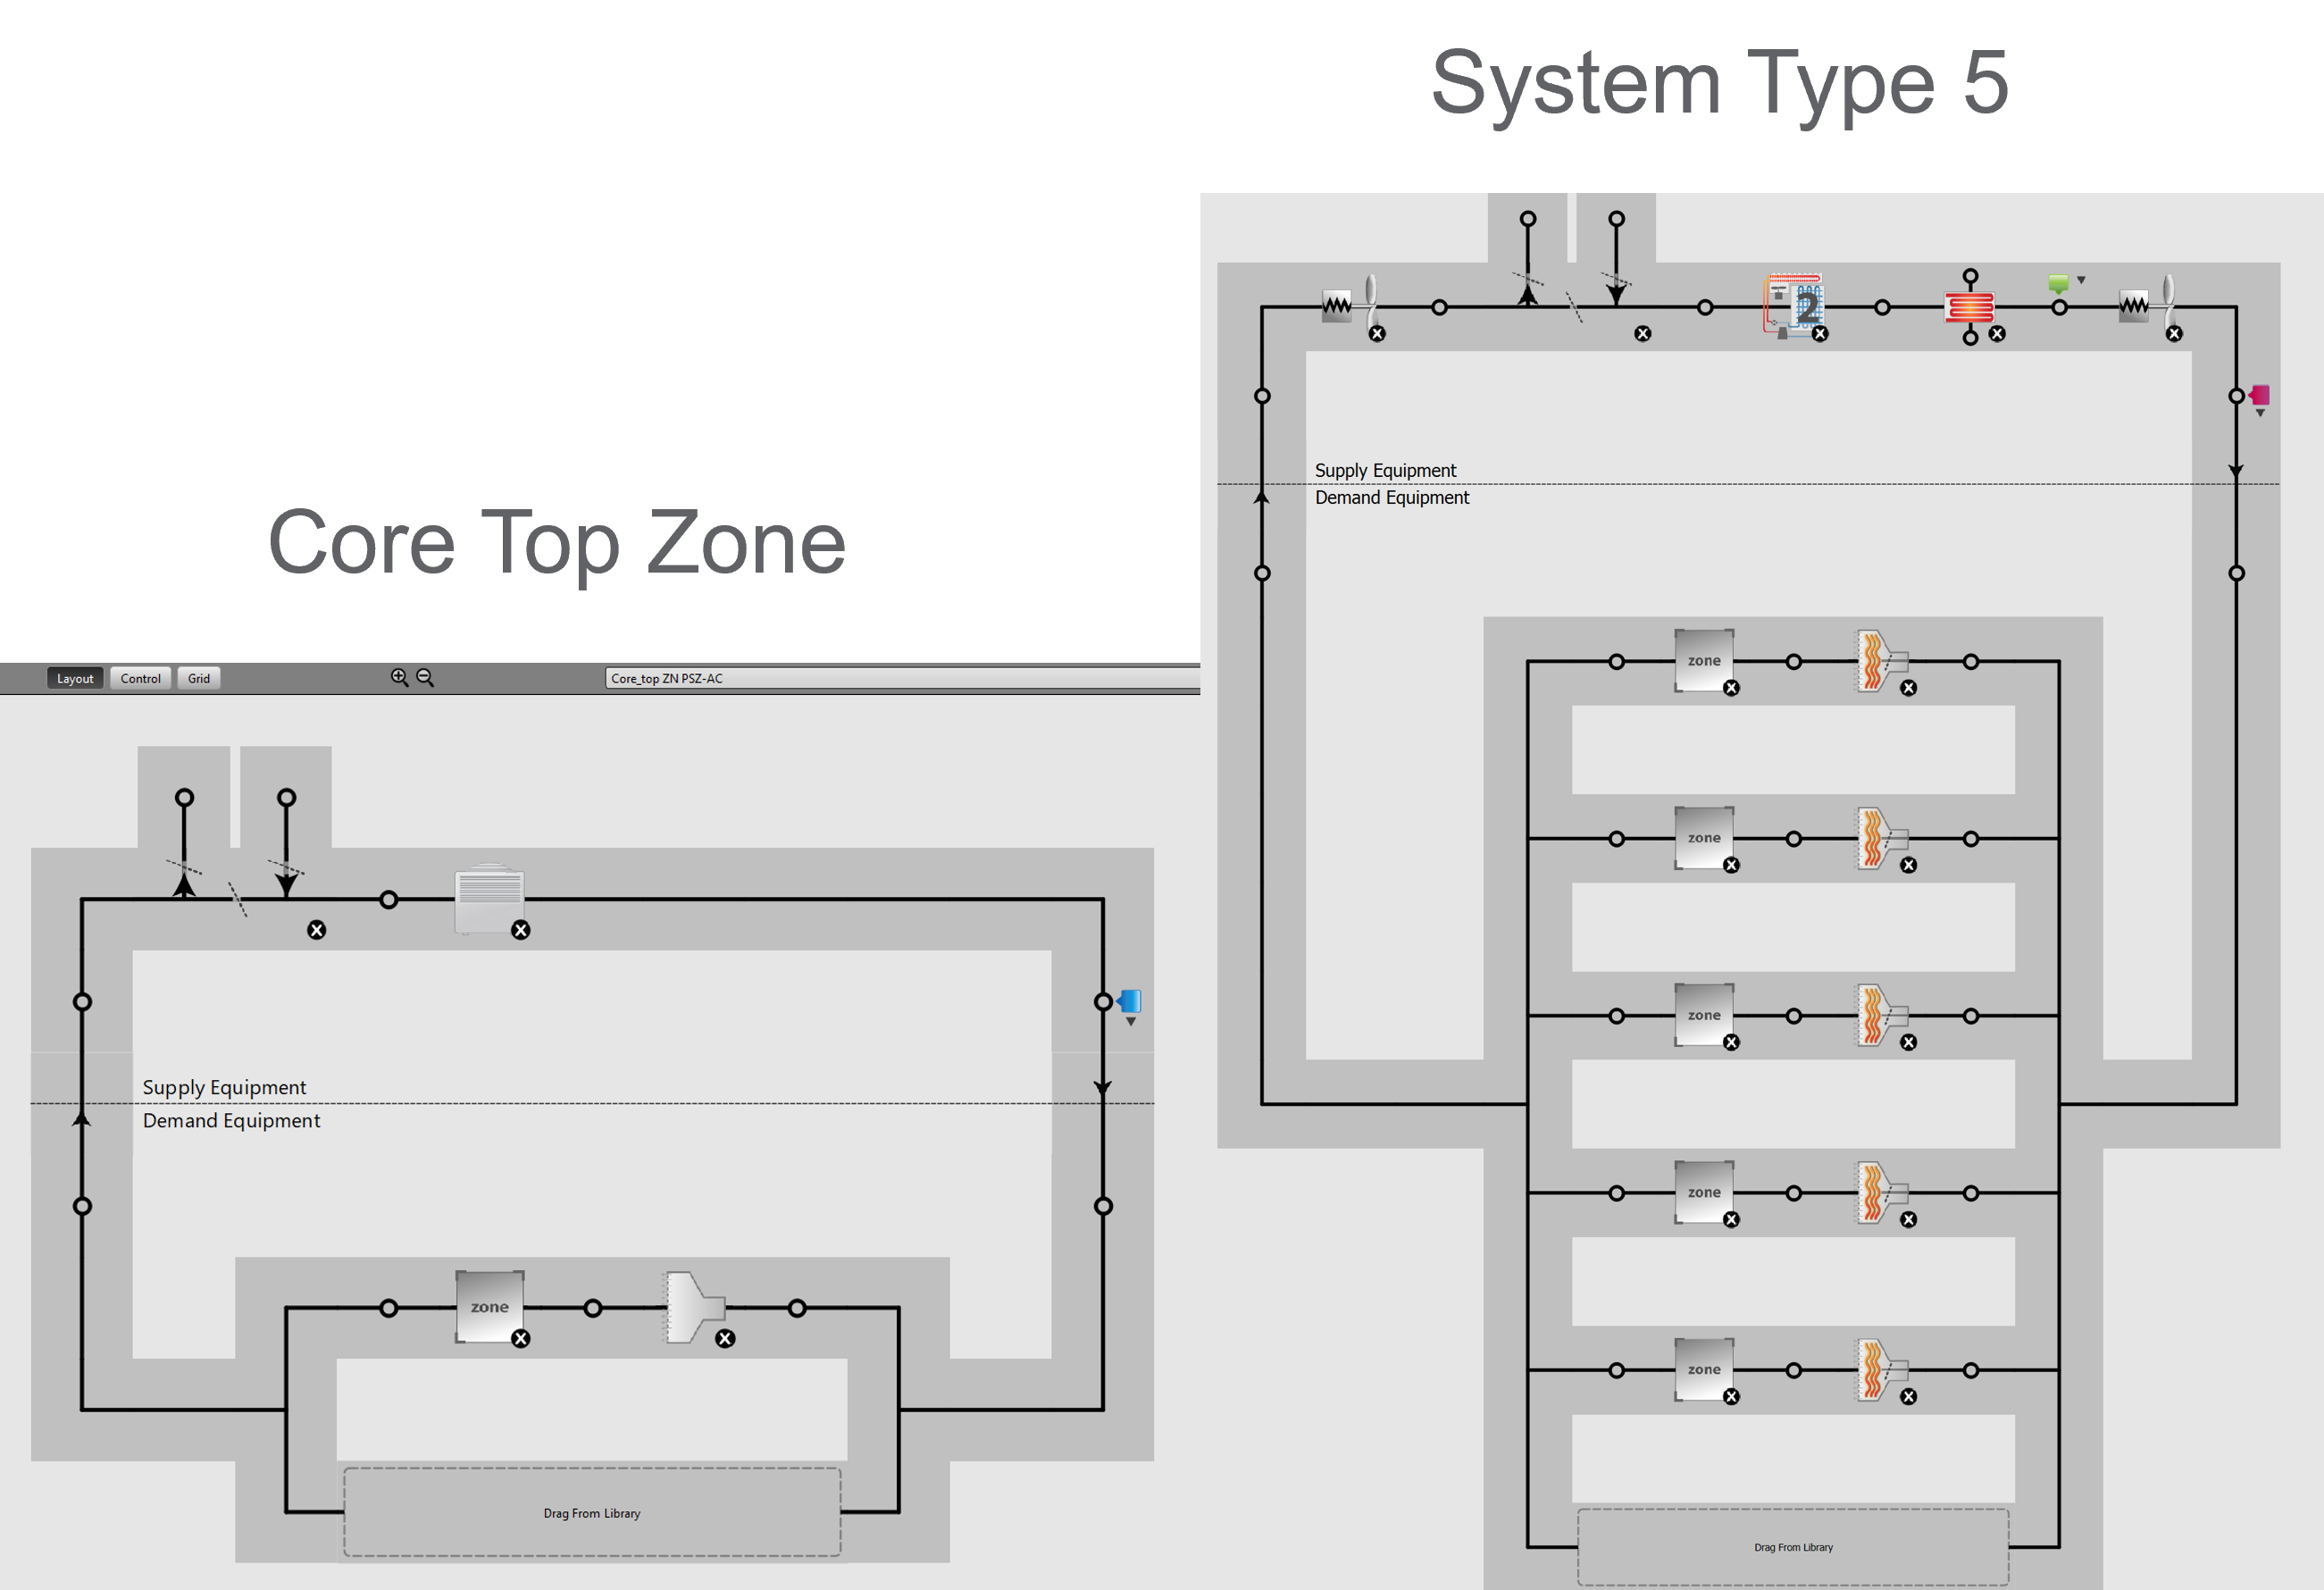 System Type 5
Core Top Zone
Layout Control Grid Core_top ZN PSZ-AC
Supply Equipment
Demand Equipment
zone
Drag From Library
2
Supply Equipment
Demand Equipment
zone
zone
zone
zone
zone
Drag From Library